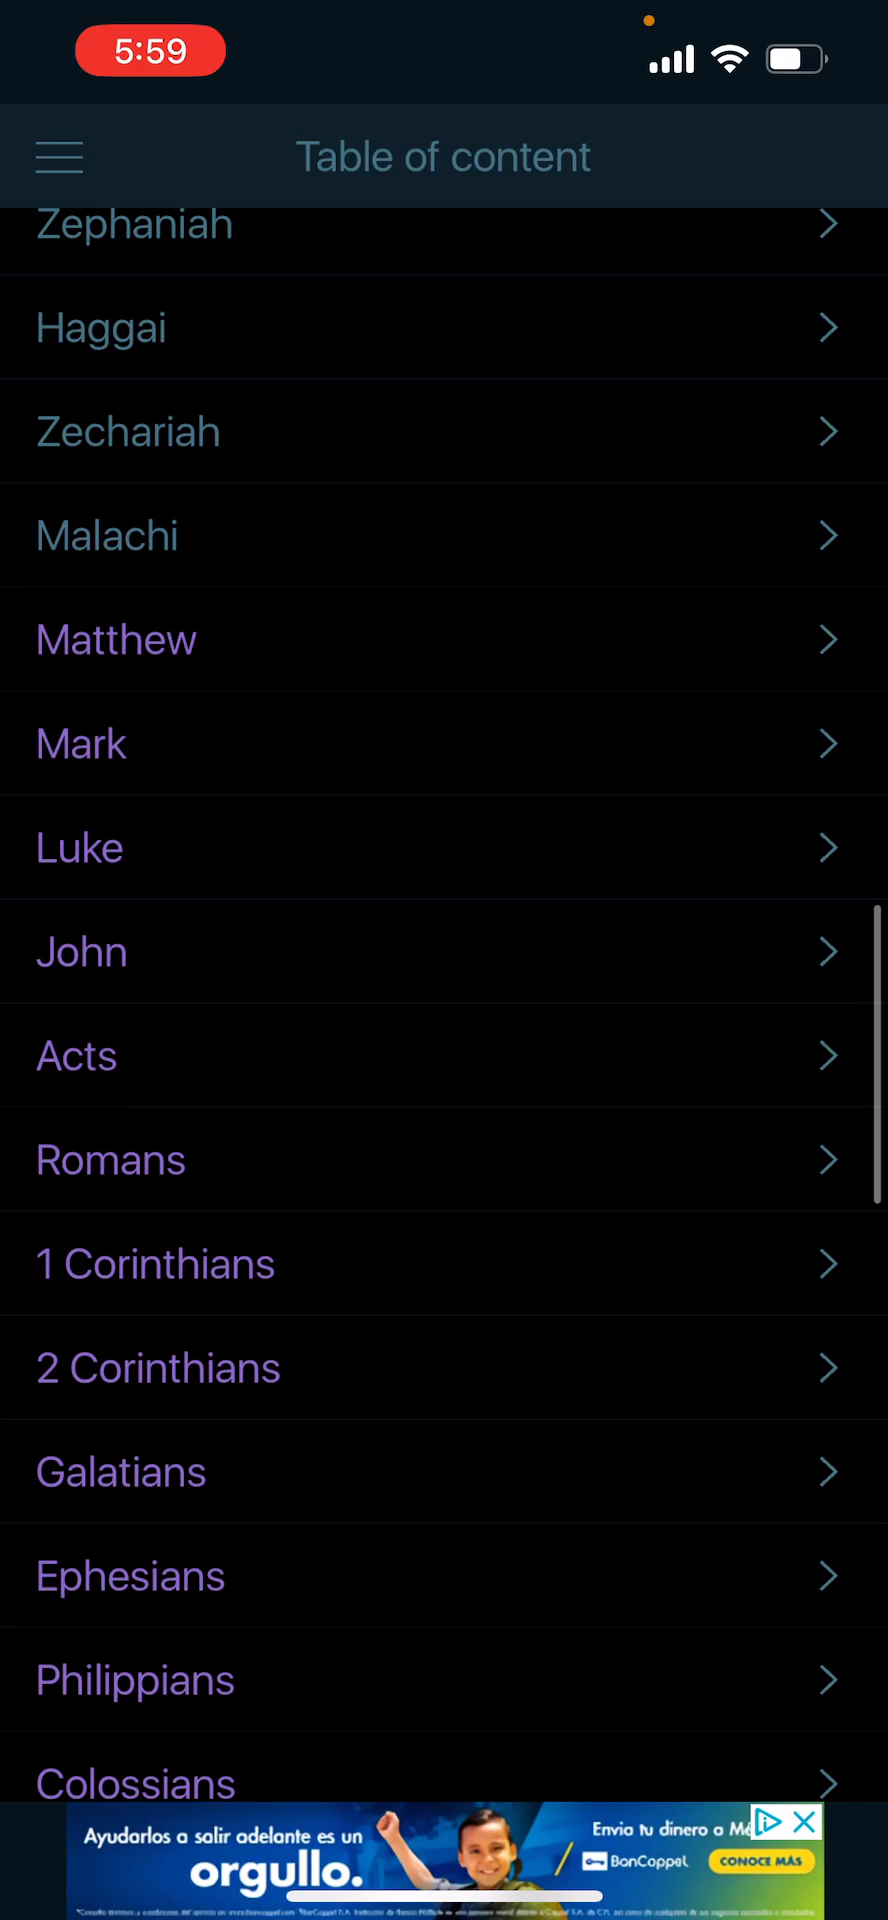 5:59
Table of content
Zephaniah
Haggai
Zechariah
Malachi
Matthew
Mark
Luke
John
Acts
Romans
1 Corinthians
2 Corinthians
Galatians
Ephesians
Philippians
Colossians
Ayudarlos a salir adelante es un
orgullo.
Envia tu dinero a Mé
BanCoppel
CONOCE MÁS